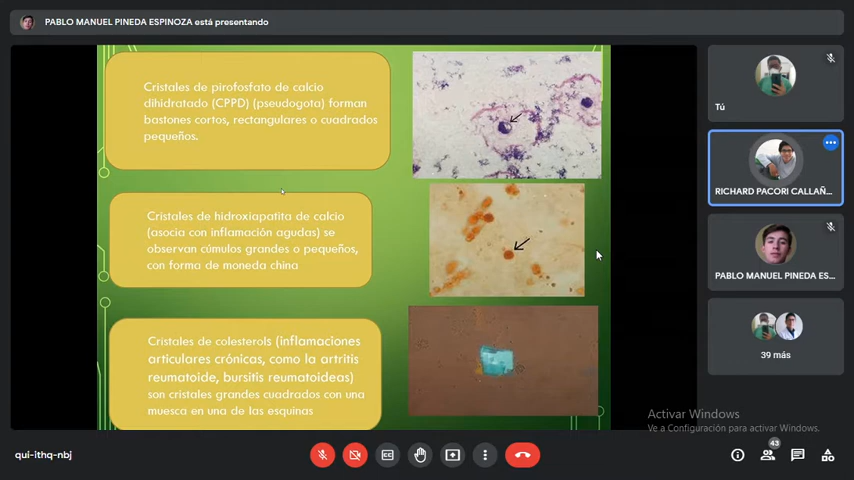 PABLO MANUEL PINEDA ESPINOZA está presentando
Cristales de pirofosfato de calcio
dihidratado (CPPD) (pseudogota) forman
bastones cortos, rectangulares o cuadrados
pequeños.
Cristales de hidroxiapatita de calcio
(asocia con inflamación agudas) se
observan cúmulos grandes o pequeños,
con forma de moneda china
Cristales de colesterols (inflamaciones
articulares crónicas, como la artritis
reumatoide, bursitis reumatoideas)
son cristales grandes cuadrados con una
muesca en una de las esquinas
Tú
RICHARD PACORI CALLAÑ...
PABLO MANUEL PINEDA ES...
39 más
Activar Windows
Ve a Configuración para activar Windows.
qui-ithq-nbj
CC
43